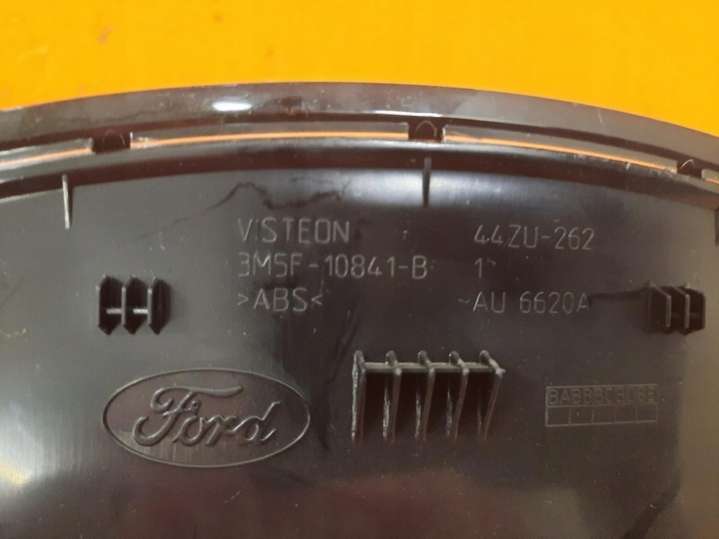 VISTEON 44ZU-262
3M5F-10841-B 1
>ABS< AU 6620A
Ford